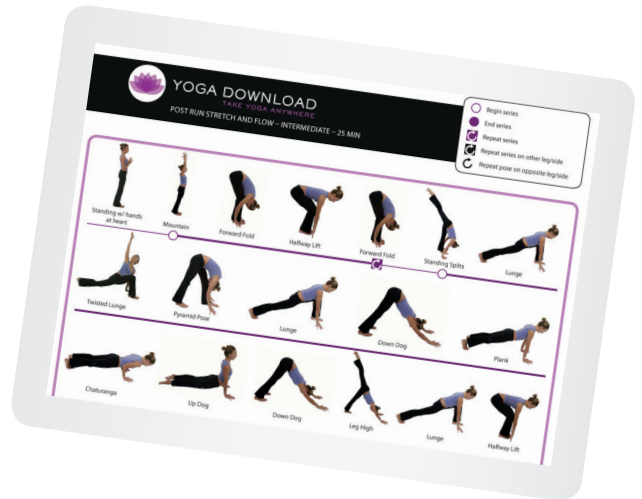 YOGA DOWNLOAD
TAKE YOGA ANYWHERE
POST RUN STRETCH AND FLOW – INTERMEDIATE – 25 MIN
Begin series
End series
Repeat series
Repeat series on other leg/side
Repeat pose on opposite leg/side
Standing w/ hands
at heart
Mountain
Forward Fold
Halfway Lift
Forward Fold
Standing Splits
Lunge
Twisted Lunge
Pyramid Pose
Lunge
Down Dog
Plank
Chaturanga
Up Dog
Down Dog
Leg High
Lunge
Halfway Lift